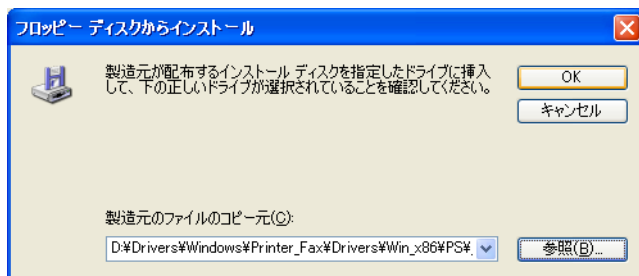 フロッピー ディスクからインストール
製造元が配布するインストール ディスクを指定したドライブに挿入
して、下の正しいドライブが選択されていることを確認してください。
OK
キャンセル
製造元のファイルのコピー元(C):
D:¥Drivers¥Windows¥Printer_Fax¥Drivers¥Win_x86¥PS¥
参照(B)...